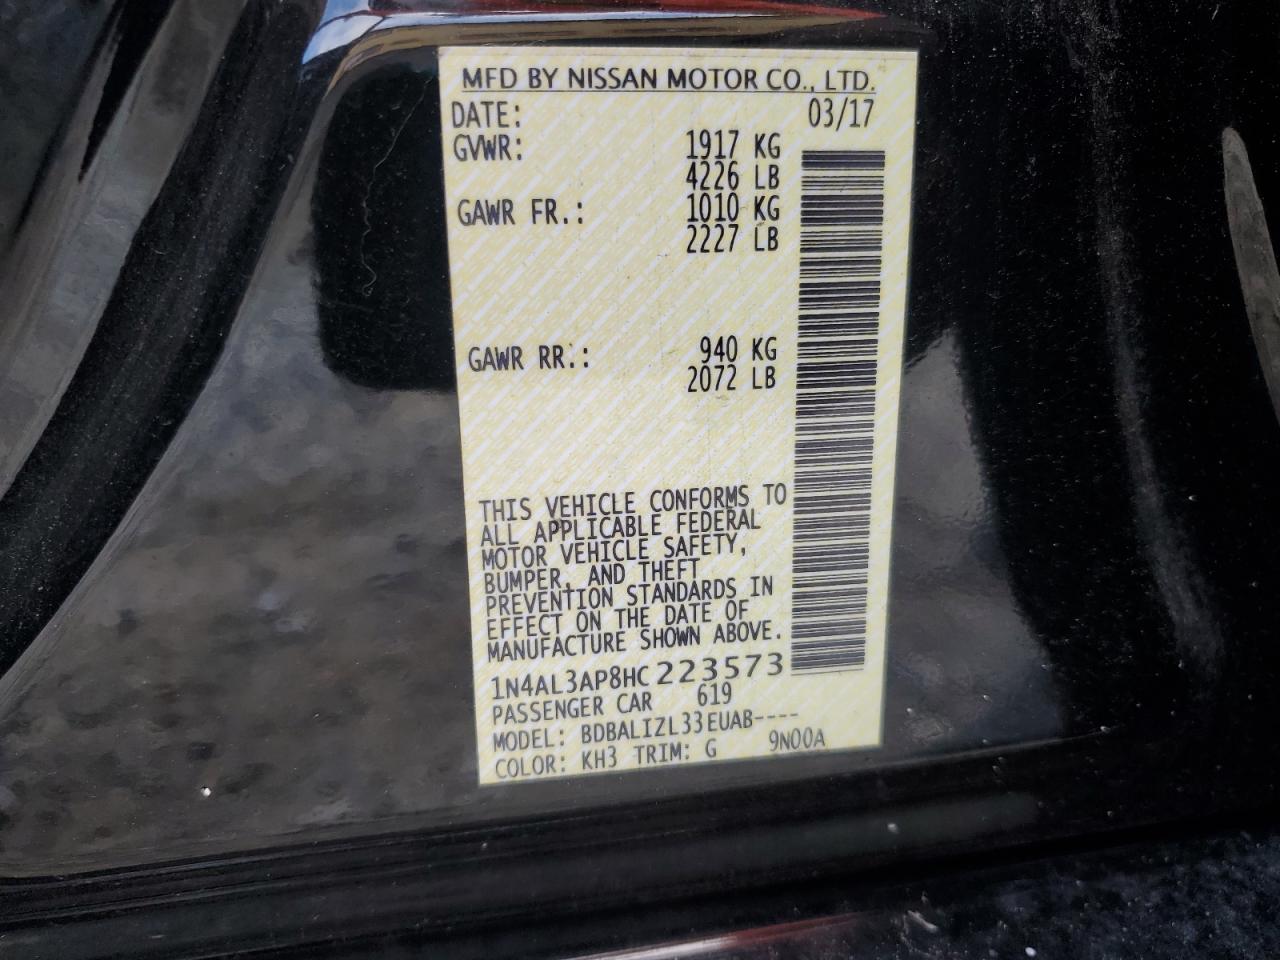 MFD BY NISSAN MOTOR CO., LTD.
DATE: 03/17
GVWR: 1917 KG
4226 LB
GAWR FR.: 1010 KG
2227 LB
GAWR RR.: 940 KG
2072 LB
THIS VEHICLE CONFORMS TO
ALL APPLICABLE FEDERAL
MOTOR VEHICLE SAFETY,
BUMPER, AND THEFT
PREVENTION STANDARDS IN
EFFECT ON THE DATE OF
MANUFACTURE SHOWN ABOVE.
1N4AL3AP8HC223573
PASSENGER CAR 619
MODEL: BDBALIZL33EUAB----
COLOR: KH3 TRIM: G 9N00A